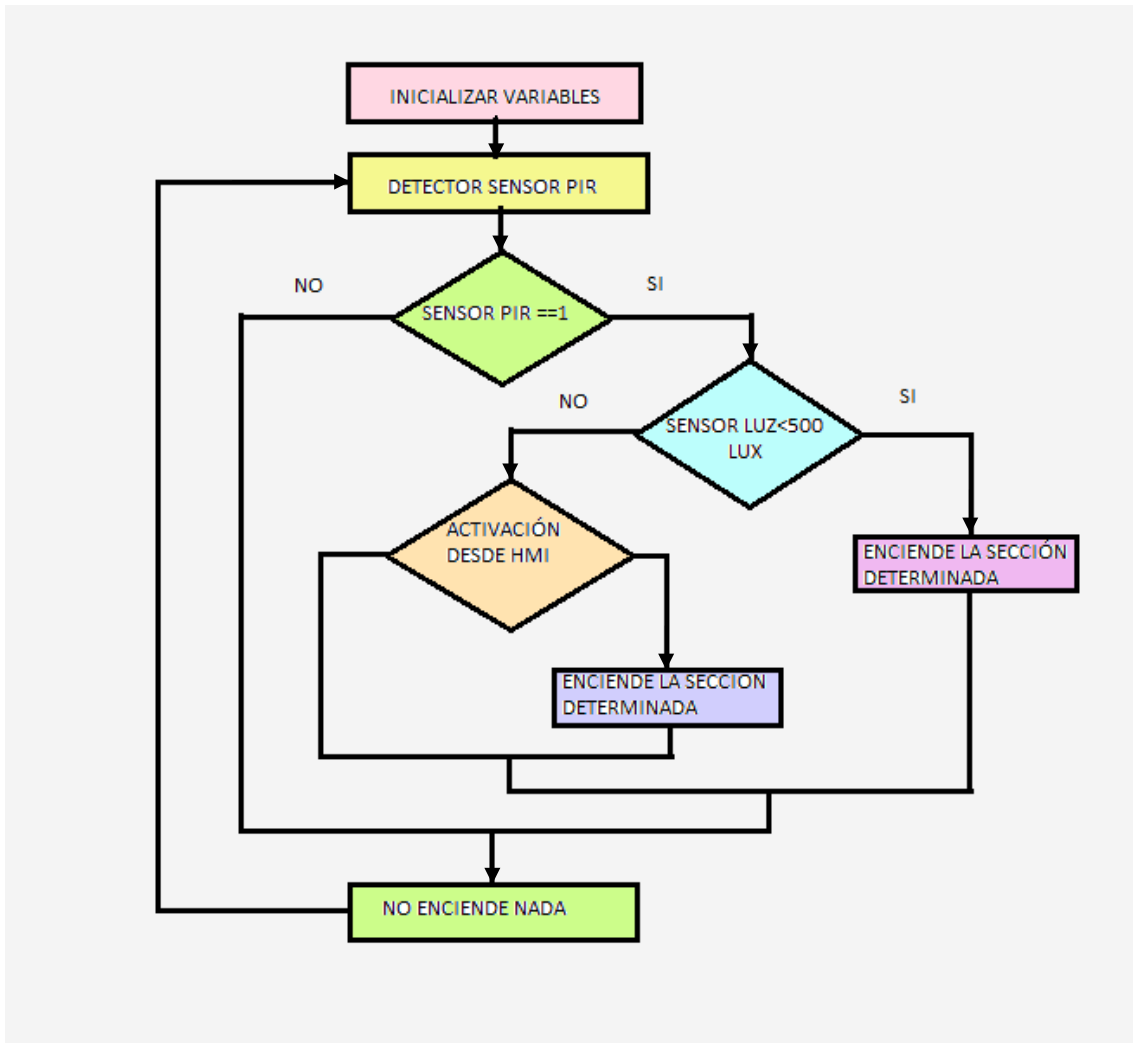 INICIALIZAR VARIABLES
DETECTOR SENSOR PIR
NO
SI
SENSOR PIR ==1
NO
SI
SENSOR LUZ<500
LUX
ACTIVACIÓN
DESDE HMI
ENCIENDE LA SECCIÓN
DETERMINADA
ENCIENDE LA SECCION
DETERMINADA
NO ENCIENDE NADA